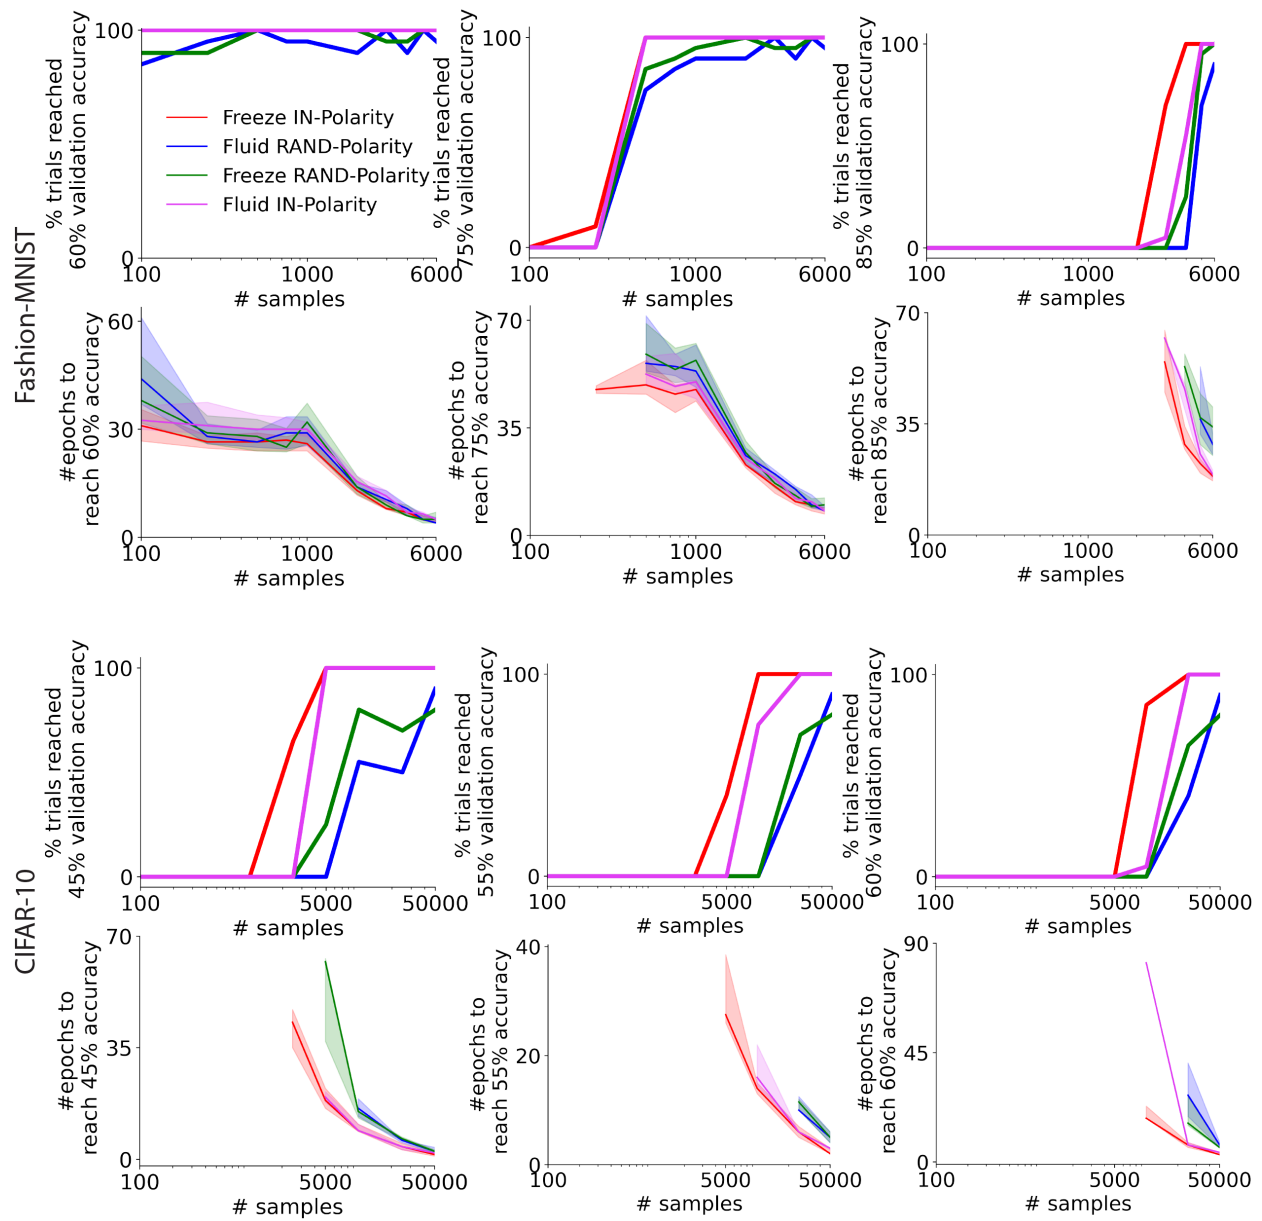 Fashion-MNIST
% trials reached
60% validation accuracy
100
0
Freeze IN-Polarity
Fluid RAND-Polarity
Freeze RAND-Polarity
Fluid IN-Polarity
100
1000
6000
# samples
% trials reached
75% validation accuracy
100
0
100
1000
6000
# samples
% trials reached
85% validation accuracy
100
0
100
1000
6000
# samples
#epochs to
reach 60% accuracy
60
30
0
100
1000
6000
# samples
#epochs to
reach 75% accuracy
70
35
0
100
1000
6000
# samples
#epochs to
reach 85% accuracy
70
35
0
100
1000
6000
# samples
CIFAR-10
% trials reached
45% validation accuracy
100
0
100
5000
50000
# samples
% trials reached
55% validation accuracy
100
0
100
5000
50000
# samples
% trials reached
60% validation accuracy
100
0
100
5000
50000
# samples
#epochs to
reach 45% accuracy
70
35
0
100
5000
50000
# samples
#epochs to
reach 55% accuracy
40
20
0
100
5000
50000
# samples
#epochs to
reach 60% accuracy
90
45
0
100
5000
50000
# samples